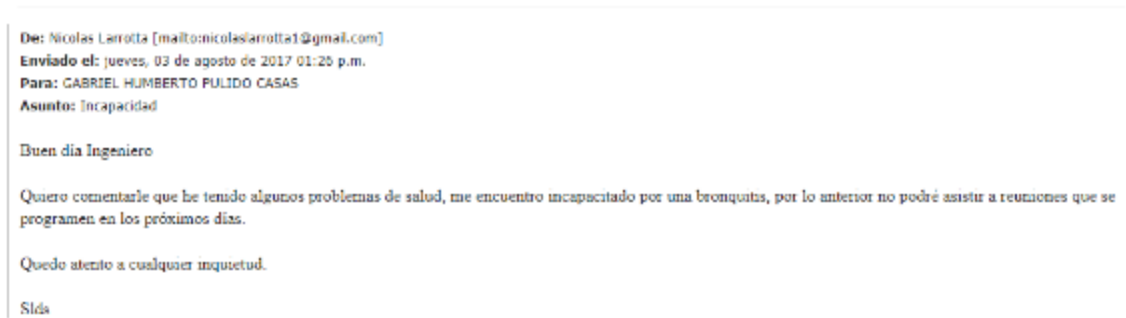 De: Nicolas Larrotta [mailto:nicolaslarrotta1@gmail.com]
Enviado el: jueves, 03 de agosto de 2017 01:26 p.m.
Para: GABRIEL HUMBERTO PULIDO CASAS
Asunto: Incapacidad
Buen día Ingeniero
Quiero comentarle que he tenido algunos problemas de salud, me encuentro incapacitado por una bronquitis, por lo anterior no podré asistir a reuniones que se
programen en los próximos días.
Quedo atento a cualquier inquietud.
Slds